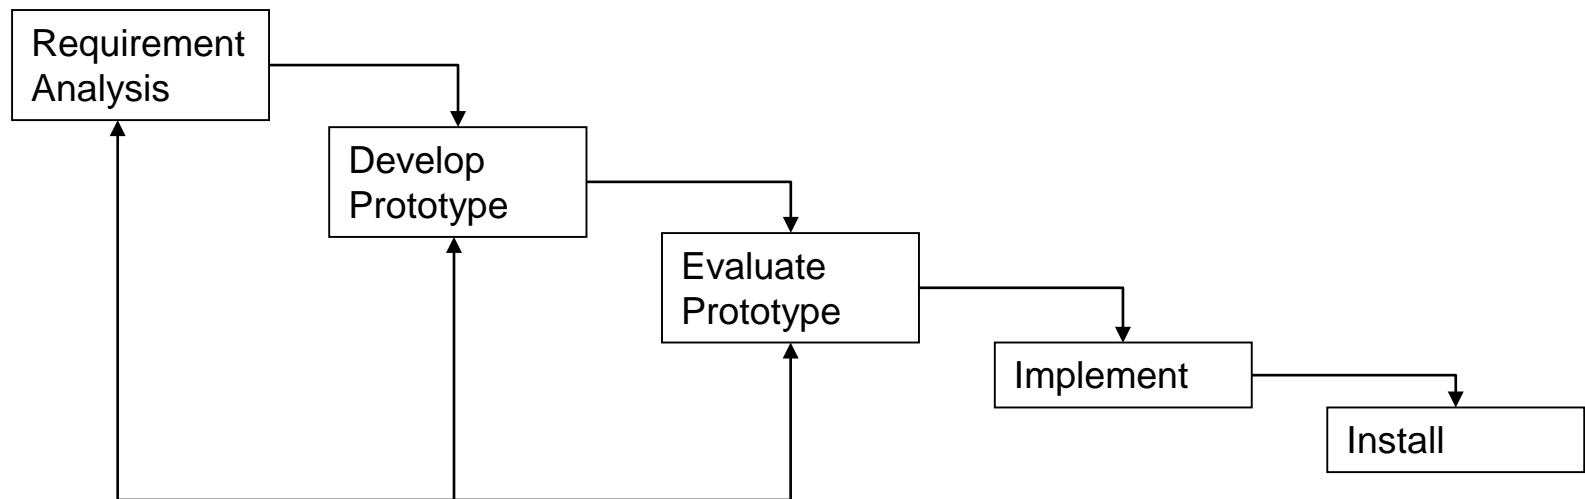 Requirement
Analysis
Develop
Prototype
Evaluate
Prototype
Implement
Install